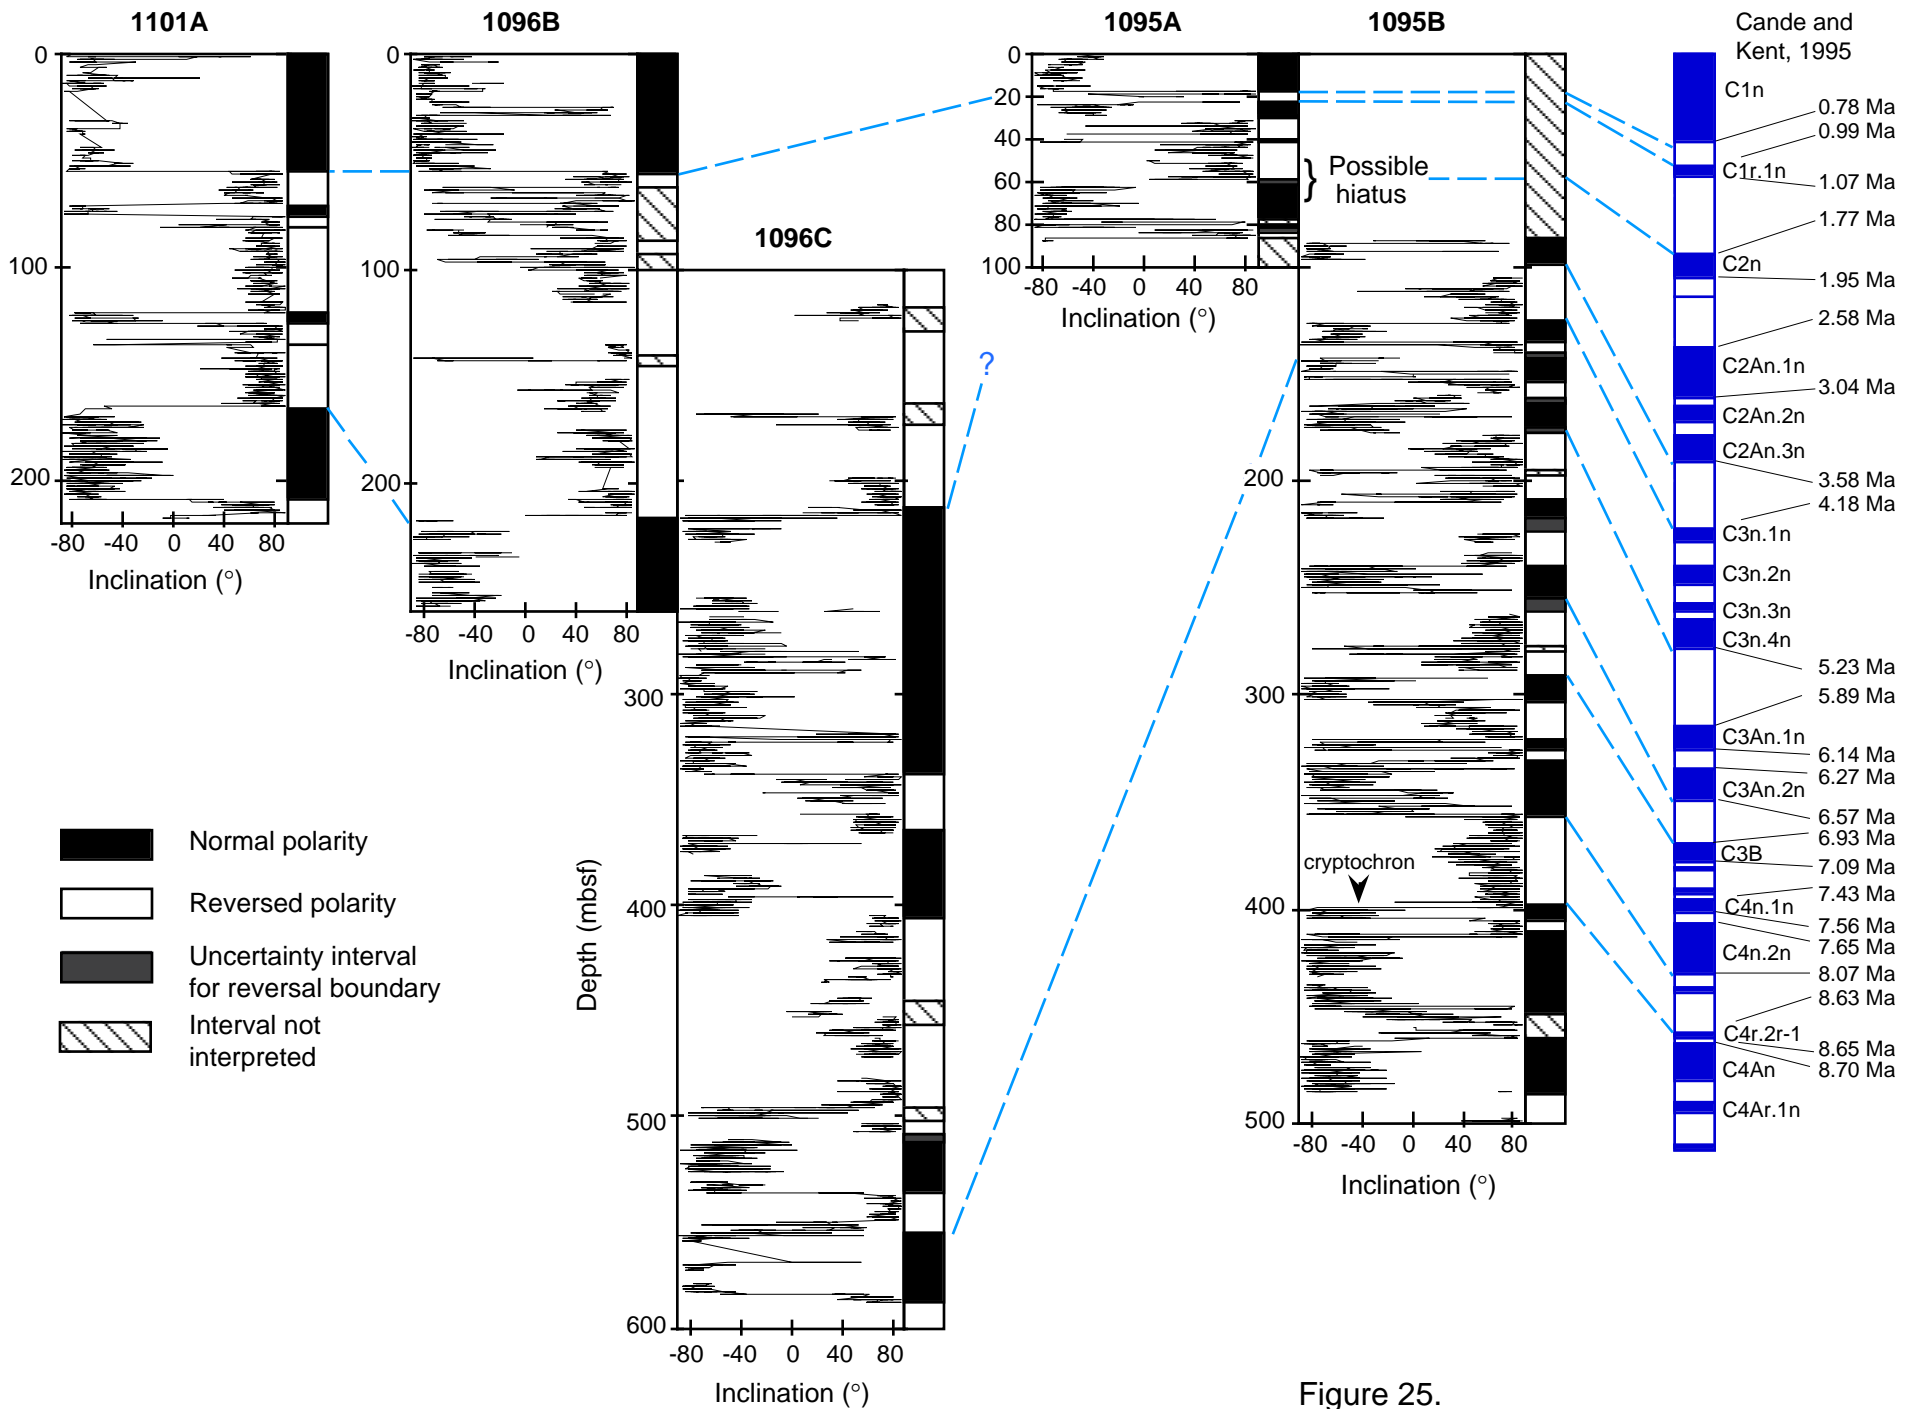 1101A
1096B
1095A
1095B
Cande and
Kent, 1995
0
100
200
-80 -40 0 40 80
Inclination (°)
0
100
200
-80 -40 0 40 80
Inclination (°)
1096C
300
400
500
600
Depth (mbsf)
-80 -40 0 40 80
Inclination (°)
?
0
20
40
60
80
100
-80 -40 0 40 80
Inclination (°)
} Possible
hiatus
200
300
400
500
cryptochron
-80 -40 0 40 80
Inclination (°)
C1n
0.78 Ma
0.99 Ma
C1r.1n
1.07 Ma
1.77 Ma
C2n
1.95 Ma
2.58 Ma
C2An.1n
3.04 Ma
C2An.2n
C2An.3n
3.58 Ma
4.18 Ma
C3n.1n
C3n.2n
C3n.3n
C3n.4n
5.23 Ma
5.89 Ma
C3An.1n
6.14 Ma
6.27 Ma
C3An.2n
6.57 Ma
6.93 Ma
C3B
7.09 Ma
7.43 Ma
C4n.1n
7.56 Ma
7.65 Ma
C4n.2n
8.07 Ma
8.63 Ma
C4r.2r-1
8.65 Ma
8.70 Ma
C4An
C4Ar.1n
Normal polarity
Reversed polarity
Uncertainty interval
for reversal boundary
Interval not
interpreted
Figure 25.